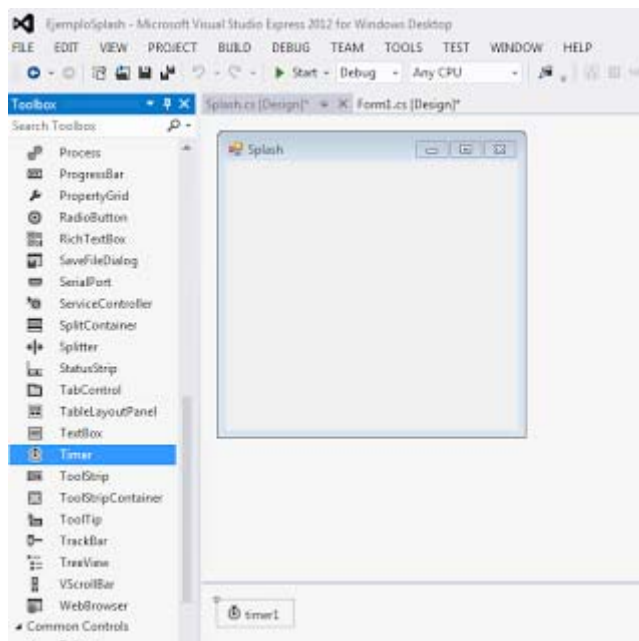 EjemploSplash - Microsoft Visual Studio Express 2012 for Windows Desktop
FILE EDIT VIEW PROJECT BUILD DEBUG TEAM TOOLS TEST WINDOW HELP
Start Debug Any CPU
Toolbox
Splash.cs [Design]* Form1.cs [Design]*
Search Toolbox
Process
ProgressBar
PropertyGrid
RadioButton
RichTextBox
SaveFileDialog
SerialPort
ServiceController
SplitContainer
Splitter
StatusStrip
TabControl
TableLayoutPanel
TextBox
Timer
ToolStrip
ToolStripContainer
ToolTip
TrackBar
TreeView
VScrollBar
WebBrowser
Common Controls
Splash
timer1